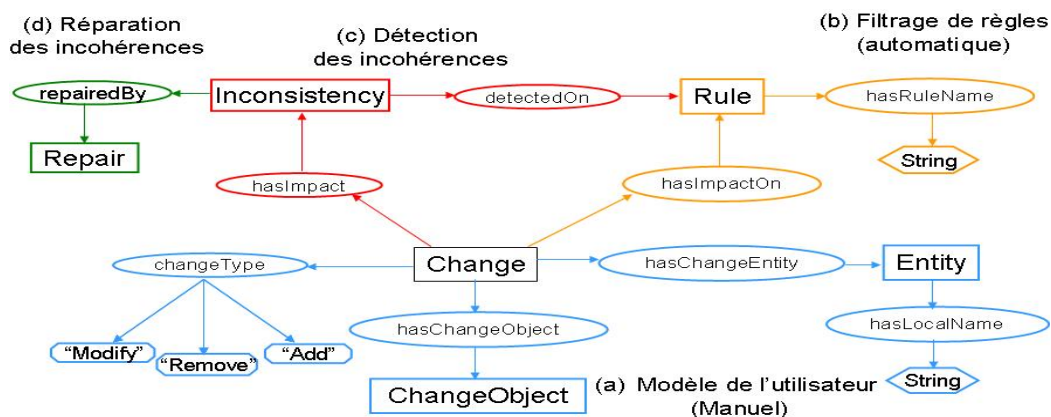 (d) Réparation
des incohérences
(c) Détection
des incohérences
(b) Filtrage de règles
(automatique)
repairedBy
Inconsistency
detectedOn
Rule
hasRuleName
Repair
String
hasImpact
hasImpactOn
changeType
Change
hasChangeEntity
Entity
hasChangeObject
hasLocalName
"Modify"
"Remove"
"Add"
ChangeObject
(a) Modèle de l'utilisateur
(Manuel)
String